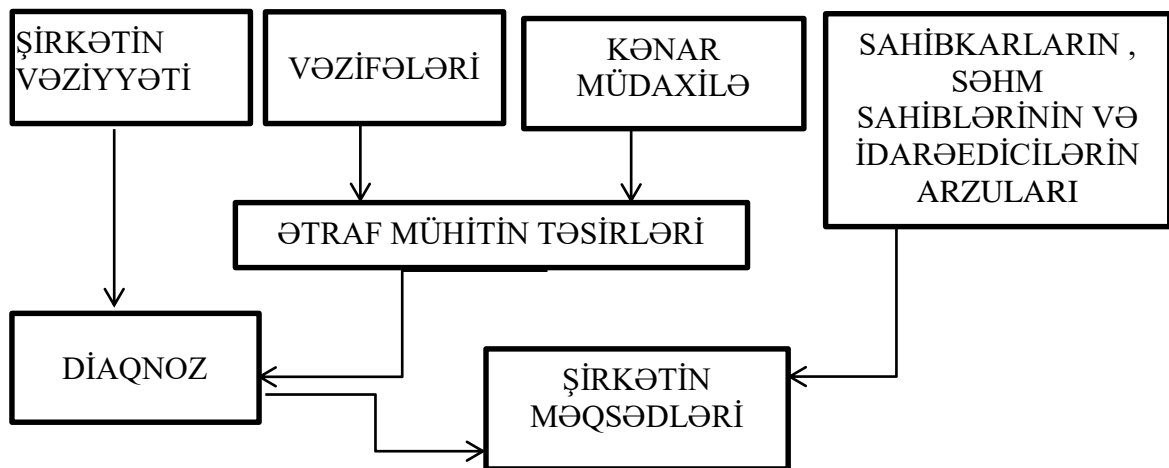 ŞİRKƏTİN
VƏZİYYƏTİ
VƏZİFƏLƏRİ
KƏNAR
MÜDAXİLƏ
SAHİBKARLARIN ,
SƏHM
SAHİBLƏRİNİN VƏ
İDARƏEDİCİLƏRİN
ARZULARI
ƏTRAF MÜHİTİN TƏSİRLƏRİ
DİAQNOZ
ŞİRKƏTİN
MƏQSƏDLƏRİ